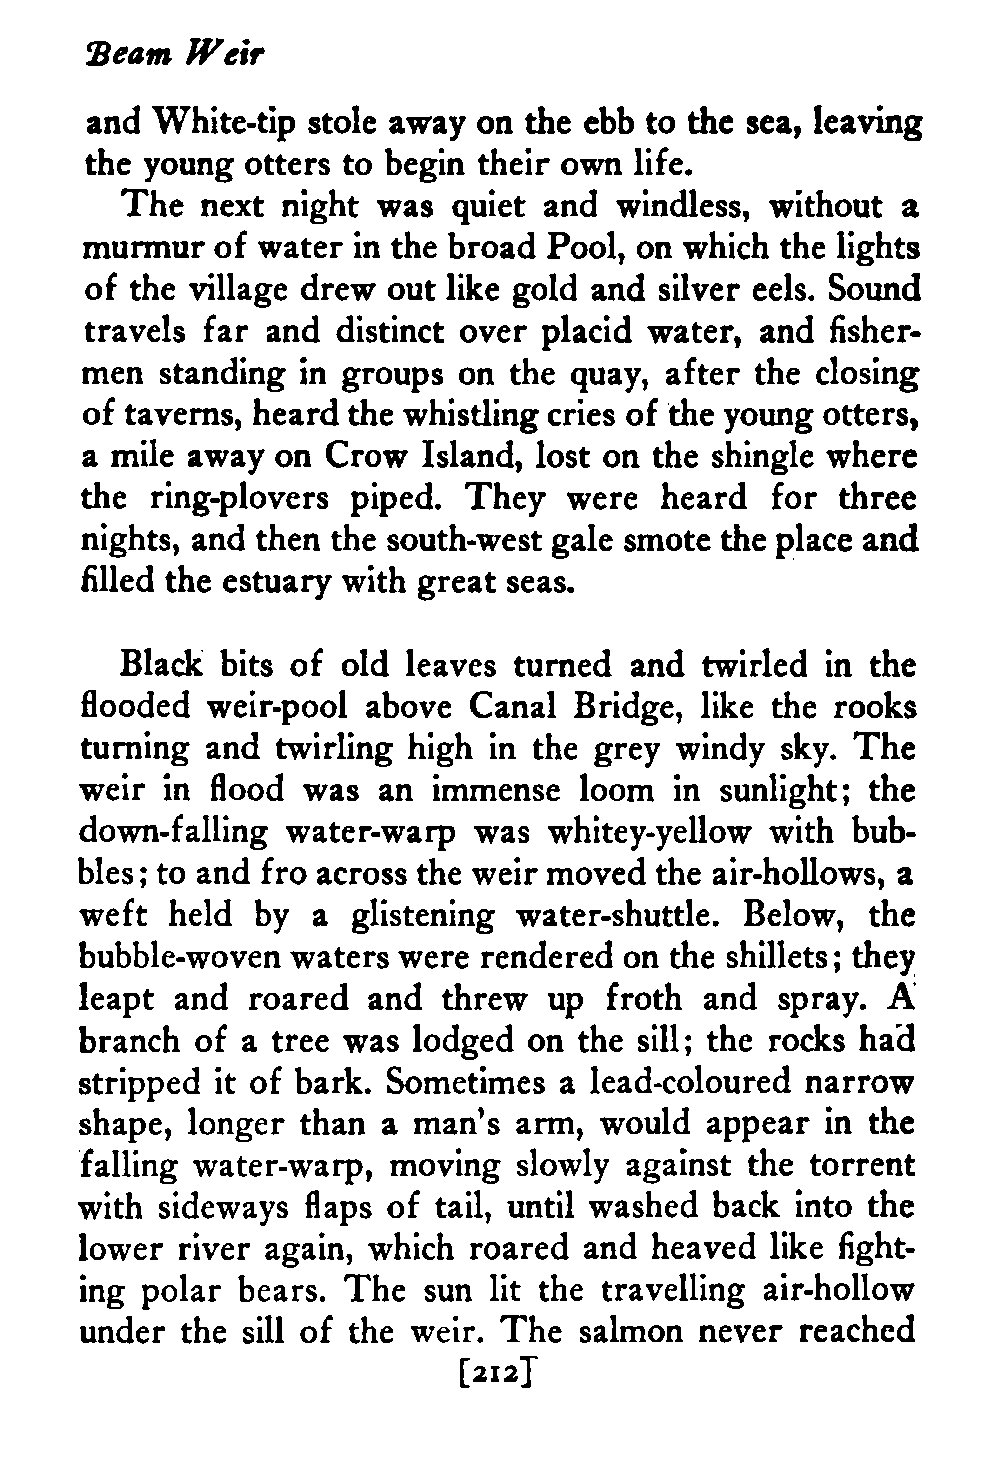 Beam Weir
and White-tip stole away on the ebb to the sea, leaving
the young otters to begin their own life.
The next night was quiet and windless, without a
murmur of water in the broad Pool, on which the lights
of the village drew out like gold and silver eels. Sound
travels far and distinct over placid water, and fisher-
men standing in groups on the quay, after the closing
of taverns, heard the whistling cries of the young otters,
a mile away on Crow Island, lost on the shingle where
the ring-plovers piped. They were heard for three
nights, and then the south-west gale smote the place and
filled the estuary with great seas.
Black bits of old leaves turned and twirled in the
flooded weir-pool above Canal Bridge, like the rooks
turning and twirling high in the grey windy sky. The
weir in flood was an immense loom in sunlight; the
down-falling water-warp was whitey-yellow with bub-
bles; to and fro across the weir moved the air-hollows, a
weft held by a glistening water-shuttle. Below, the
bubble-woven waters were rendered on the shillets; they
leapt and roared and threw up froth and spray. A
branch of a tree was lodged on the sill; the rocks had
stripped it of bark. Sometimes a lead-coloured narrow
shape, longer than a man's arm, would appear in the
falling water-warp, moving slowly against the torrent
with sideways flaps of tail, until washed back into the
lower river again, which roared and heaved like fight-
ing polar bears. The sun lit the travelling air-hollow
under the sill of the weir. The salmon never reached
[212]